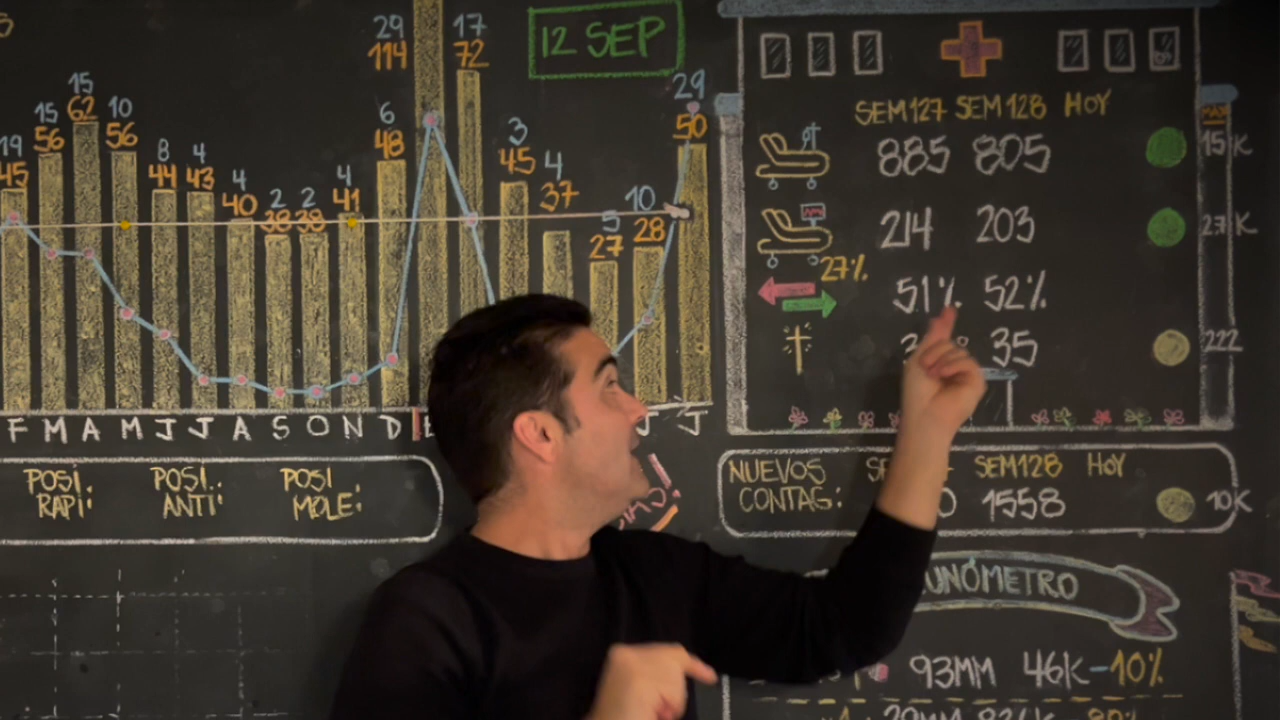 29 17
114 72
12 SEP
15
15 62 10
56 56
19 8 4
45 44 43
4 2 2 4
40 38 38 41
6
48
3 4
45 37
5 10
27 28
29
50
F M A M J J A S O N D E
J J
SEM127 SEM128 HOY
885 805
15K
214 203
27K
27%
51% 52%
35
222
POSI. POSI.. POSI
RAPI: ANTI: MOLE:
NUEVOS SEM128 HOY
CONTAG: 1558 10K
93MM 46K -10%